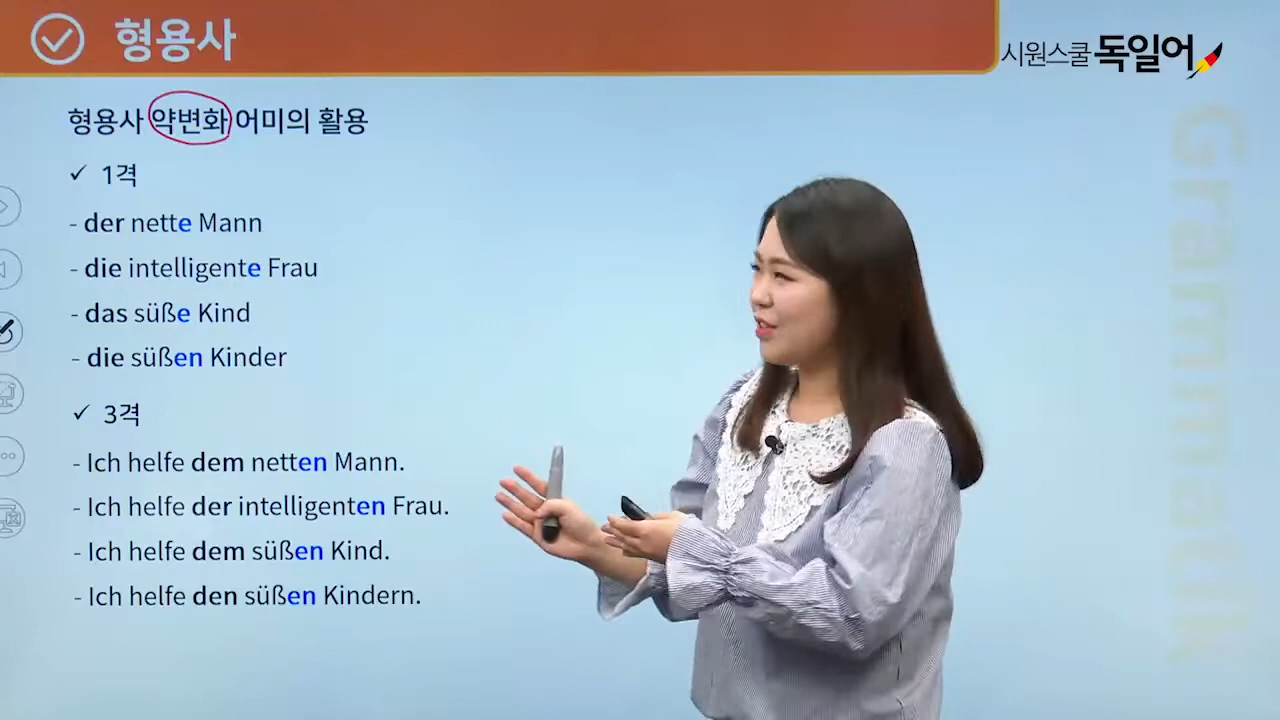 형용사
시원스쿨 독일어
형용사 약변화 어미의 활용
✓ 1격
- der nette Mann
- die intelligente Frau
- das süße Kind
- die süßen Kinder
✓ 3격
- Ich helfe dem netten Mann.
- Ich helfe der intelligenten Frau.
- Ich helfe dem süßen Kind.
- Ich helfe den süßen Kindern.
Grammatik